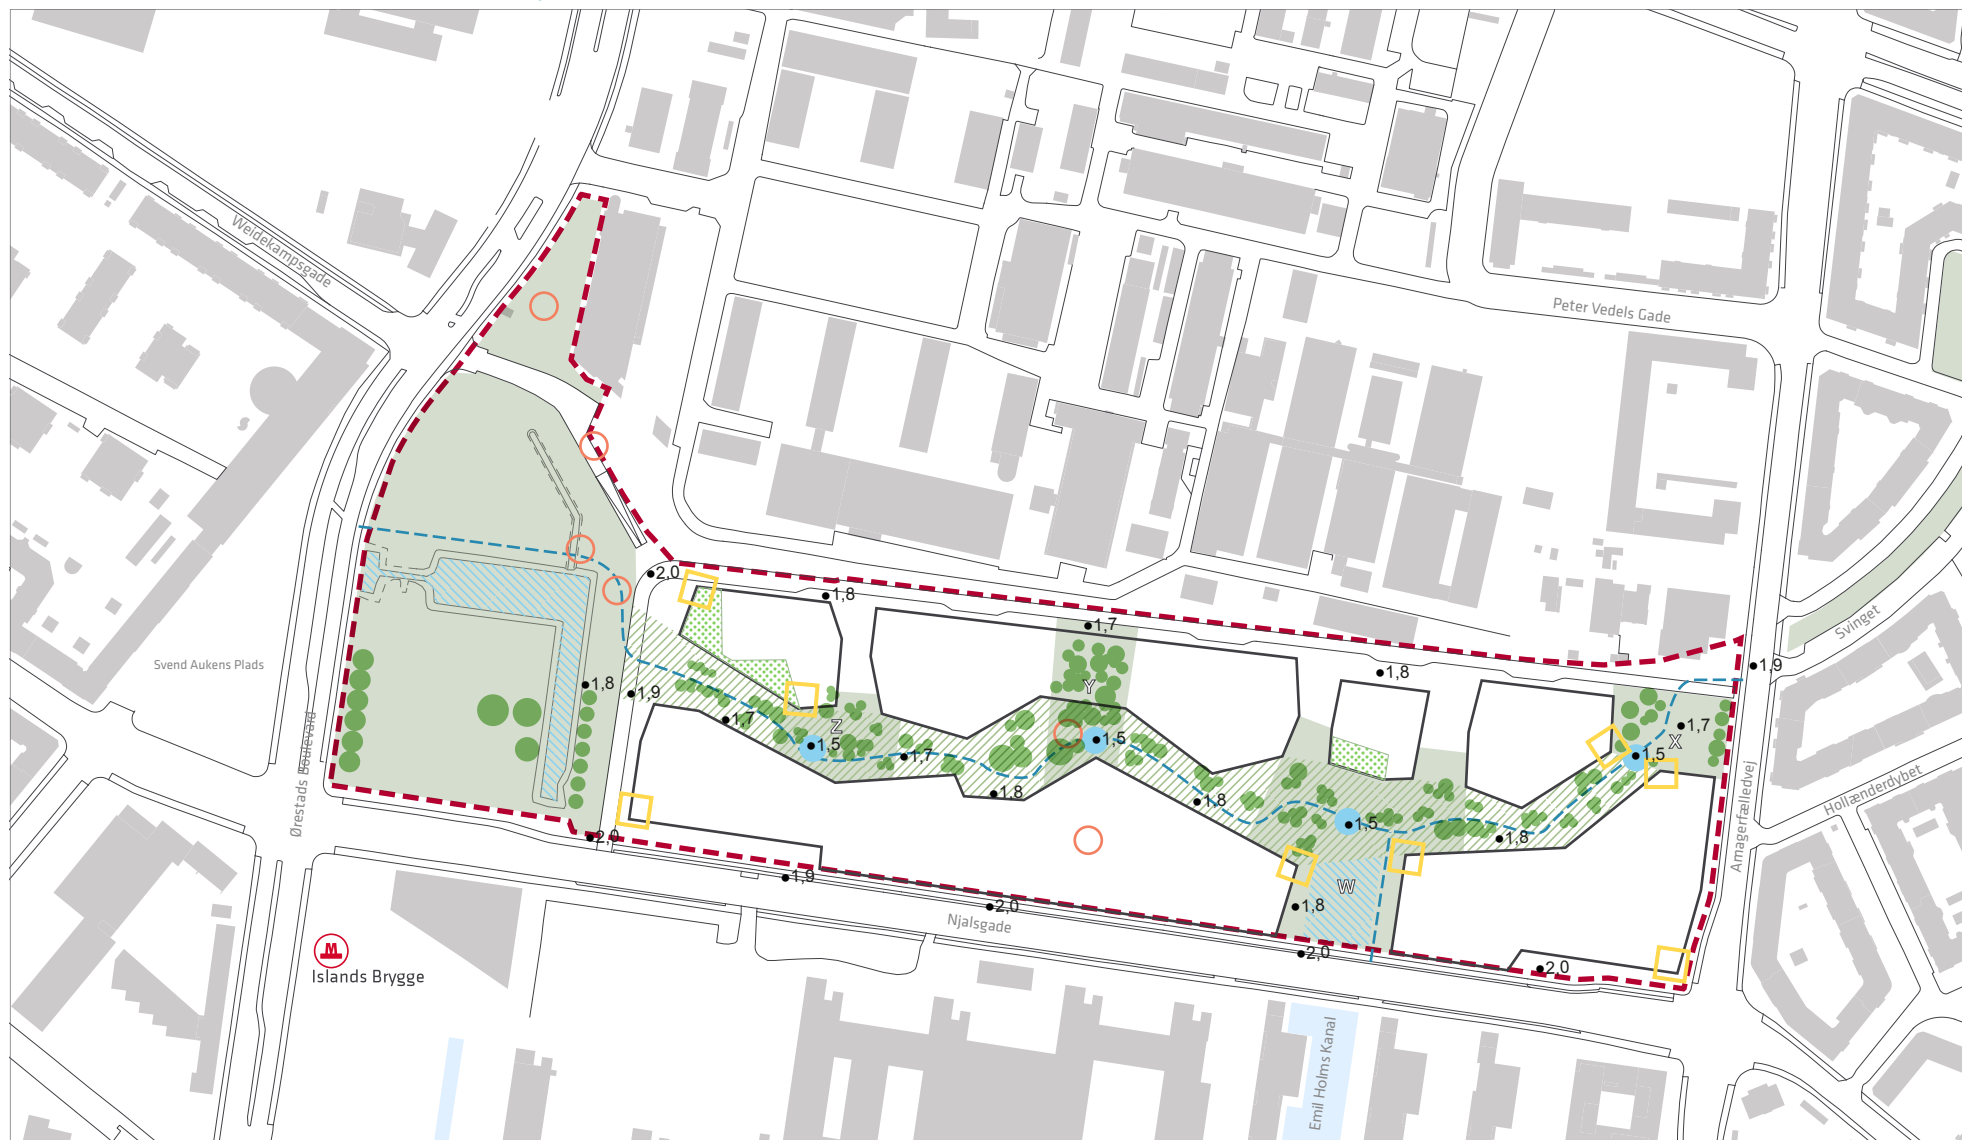 Weidekampsgade
Peter Vedels Gade
2,0
1,8
1,7
Svinget
Svend Aukens Plads
1,9
1,8
1,8
1,9
Y
1,7
Z
1,7
X
1,5
1,5
1,5
1,7
Ørestads Boulevard
Hollænderdybet
1,8
1,8
Amagerfælledvej
1,5
1,8
2,0
1,9
W
2,0
1,8
Njalsgade
M
2,0
2,0
Islands Brygge
Emil Holms Kanal